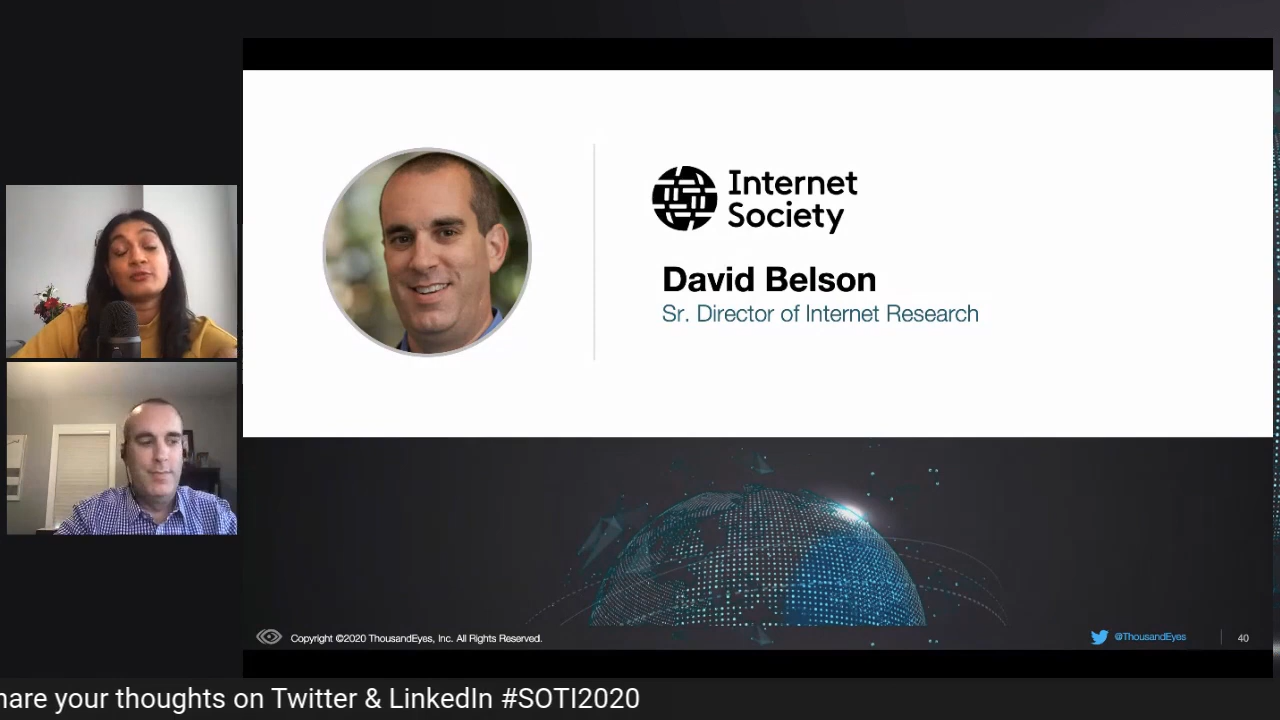 Internet
Society
David Belson
Sr. Director of Internet Research
Copyright ©2020 ThousandEyes, Inc. All Rights Reserved.
@ThousandEyes
40
hare your thoughts on Twitter & LinkedIn #SOTI2020